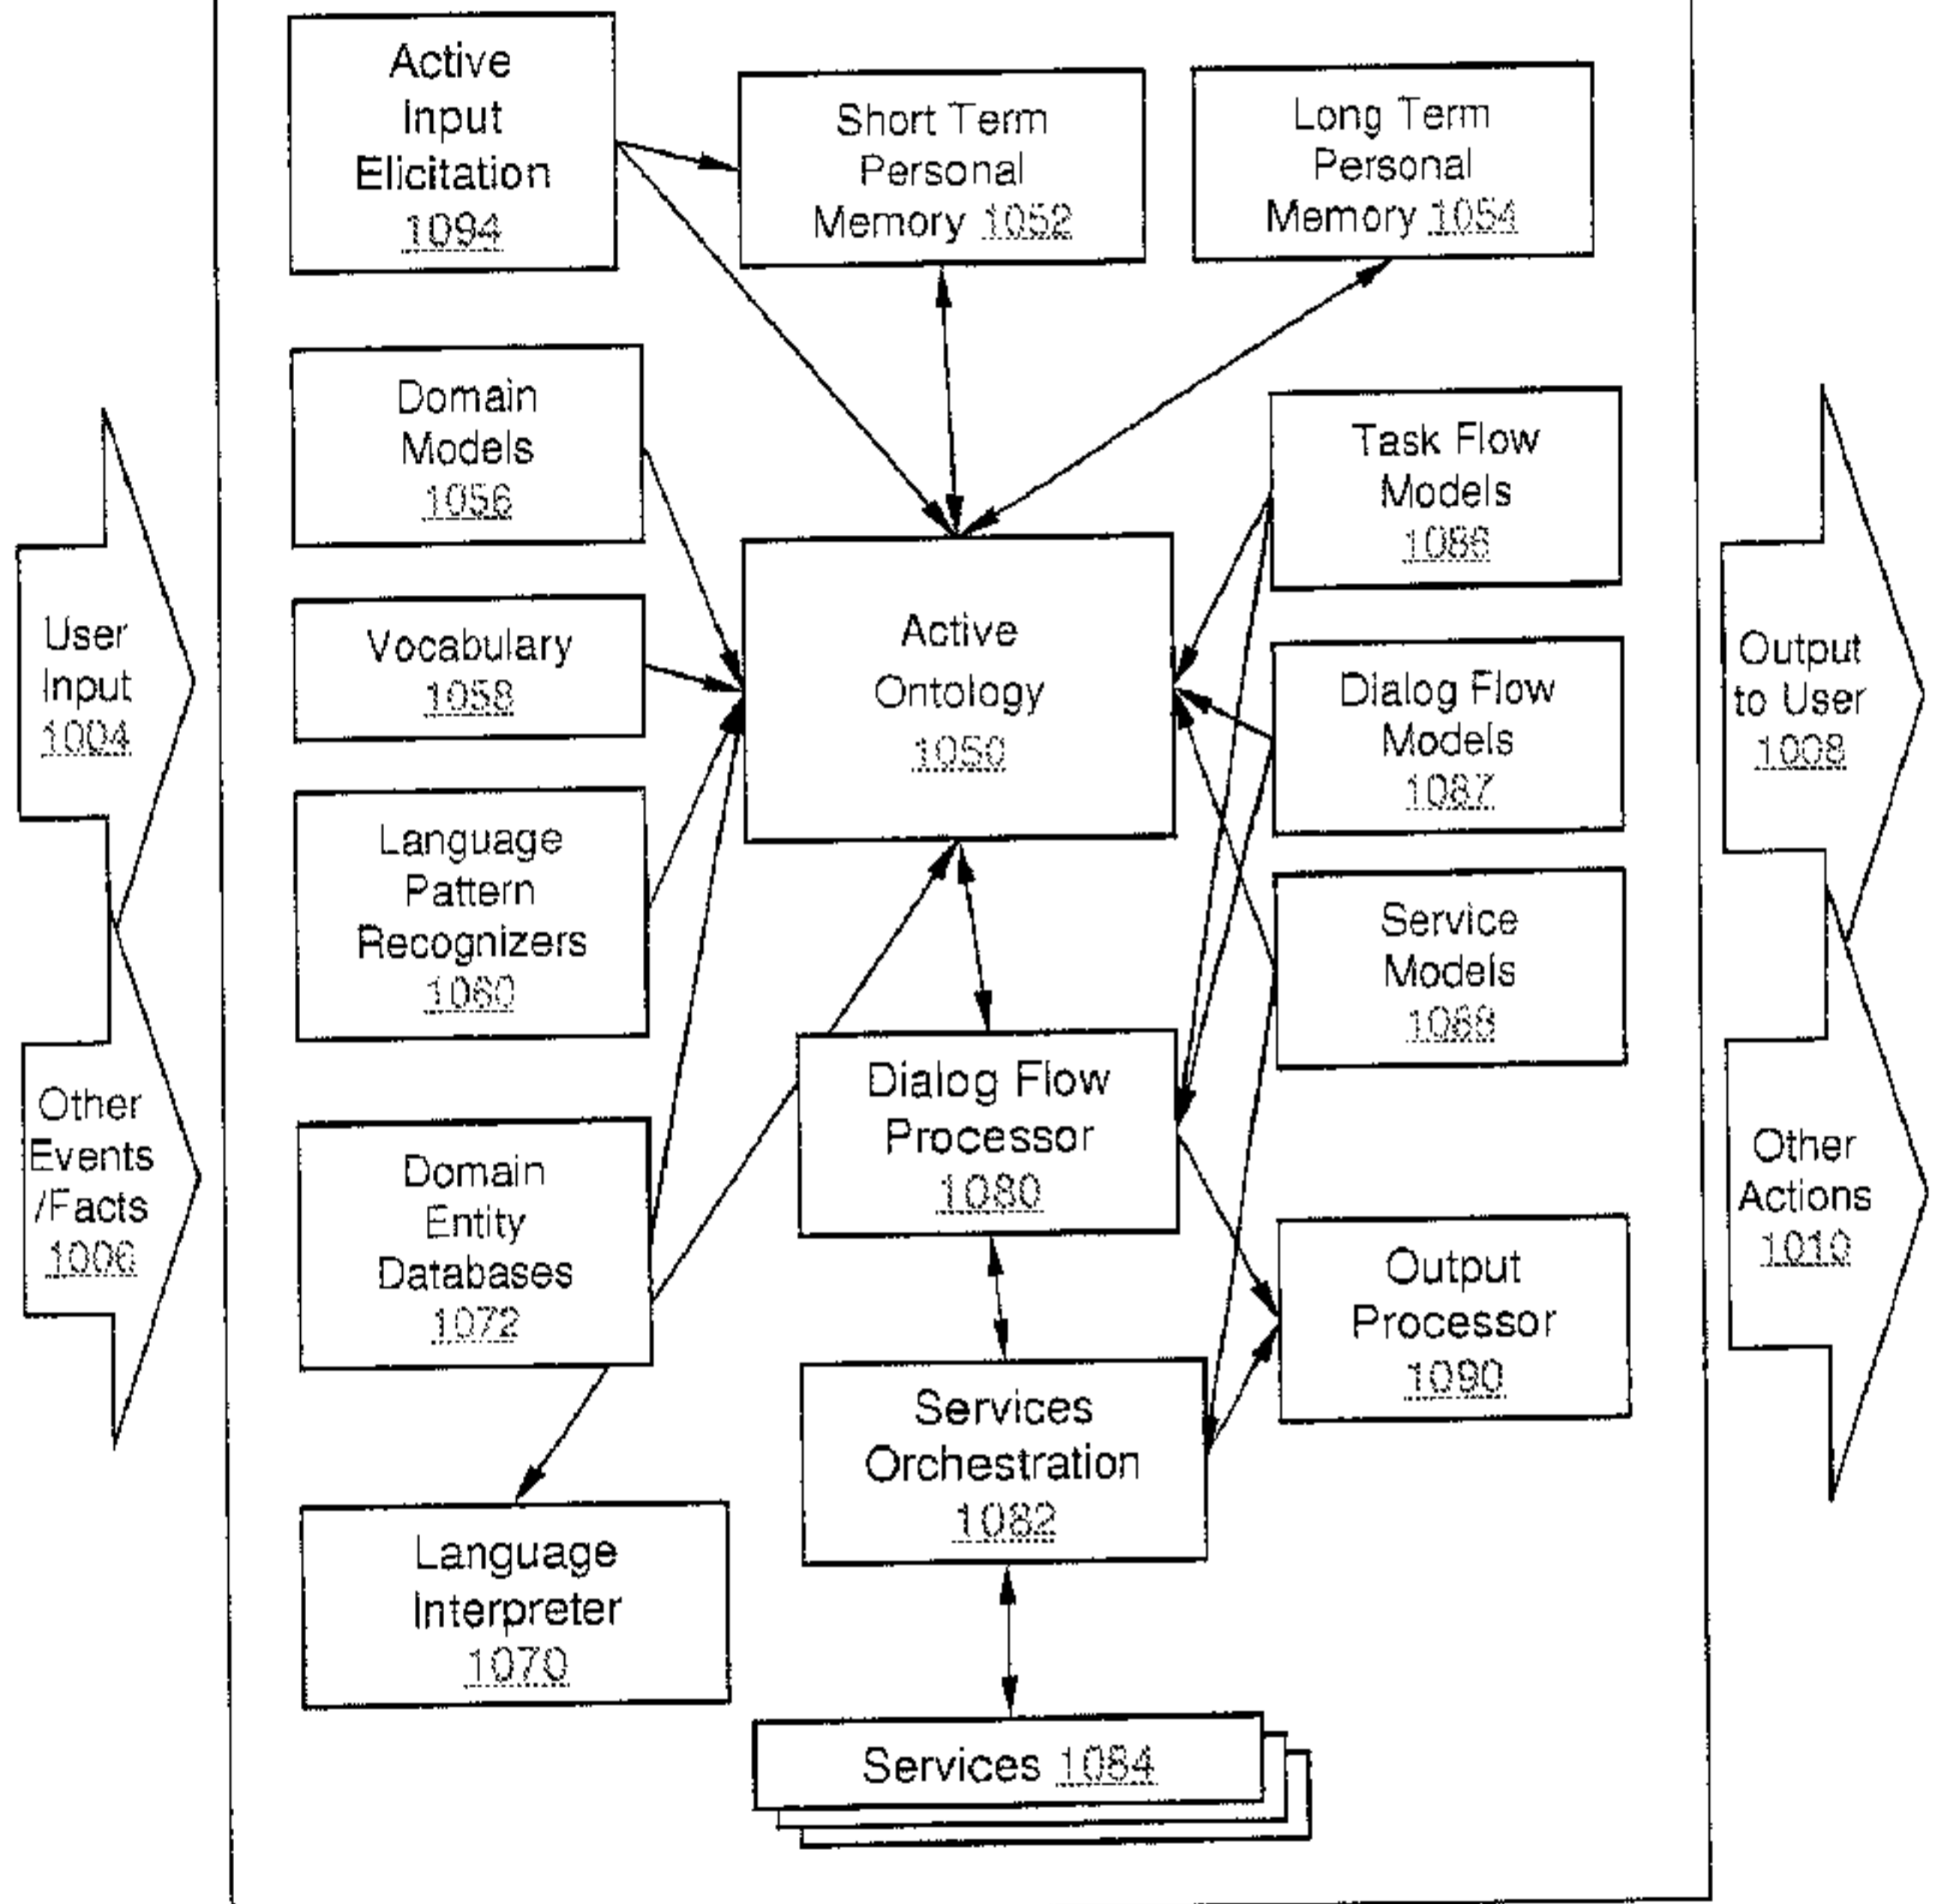 Active
Input
Elicitation
1094
Short Term
Personal
Memory 1052
Long Term
Personal
Memory 1054
Domain
Models
1056
Vocabulary
1058
Language
Pattern
Recognizers
1060
Domain
Entity
Databases
1072
Language
Interpreter
1070
Active
Ontology
1050
Dialog Flow
Processor
1080
Services
Orchestration
1082
Services 1084
Task Flow
Models
1086
Dialog Flow
Models
1087
Service
Models
1088
Output
Processor
1090
User
Input
1004
Other
Events
/Facts
1006
Output
to User
1008
Other
Actions
1010